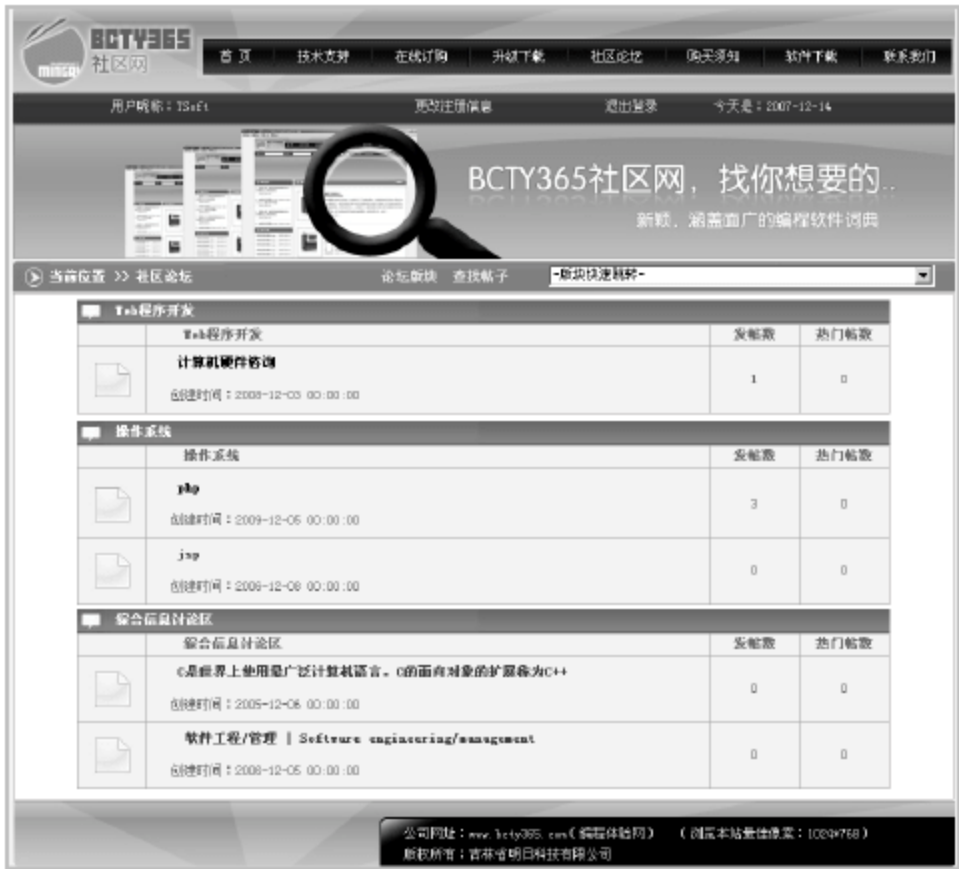 BCTY365
社区网
mingri
首 页 技术支持 在线订购 升级下载 社区论坛 购买须知 软件下载 联系我们
用户昵称：TSoft 更改注册信息 退出登录 今天是：2007-12-14
BCTY365社区网，找你想要的..
新颖、涵盖面广的编程软件词典
当前位置 >> 社区论坛 论坛版块 查找帖子 -版块快速跳转-
Web程序开发
Web程序开发 发帖数 热门帖数
计算机硬件咨询
创建时间：2008-12-03 00:00:00 1 0
操作系统
操作系统 发帖数 热门帖数
php
创建时间：2009-12-05 00:00:00 3 0
jsp
创建时间：2006-12-08 00:00:00 0 0
综合信息讨论区
综合信息讨论区 发帖数 热门帖数
C是世界上使用最广泛计算机语言。C的面向对象的扩展称为C++
创建时间：2005-12-06 00:00:00 0 0
软件工程/管理 | Software engineering/management
创建时间：2006-12-05 00:00:00 0 0
公司网址：www.bcty365.com(编程体验网) (浏览本站最佳像素：1024*768)
版权所有：吉林省明日科技有限公司